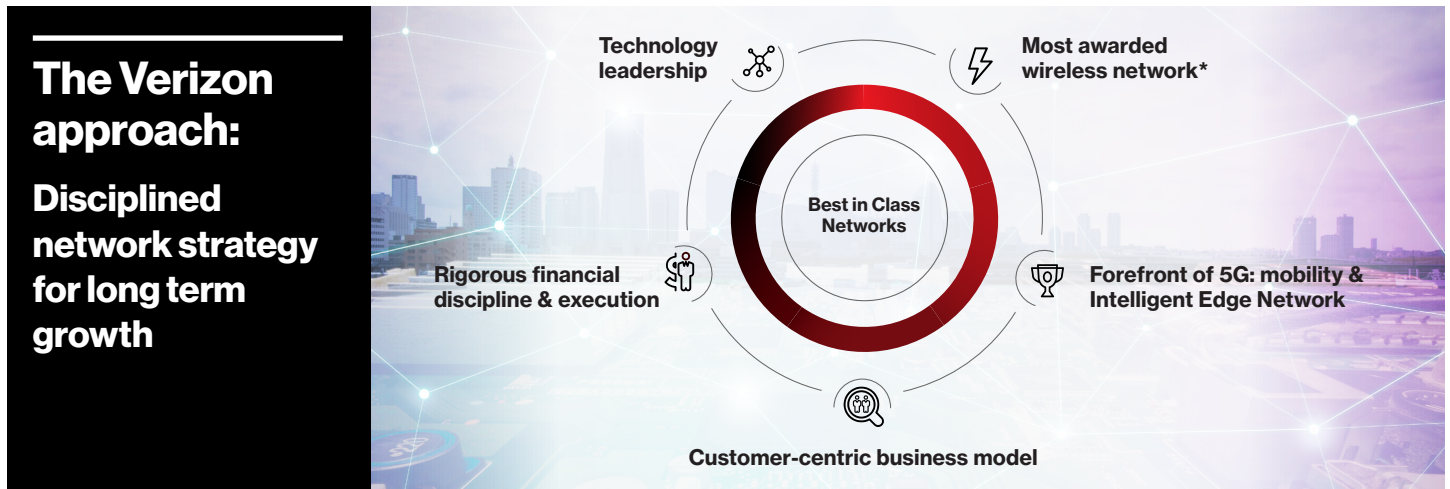 The Verizon
approach:
Disciplined
network strategy
for long term
growth
Technology
leadership
Most awarded
wireless network*
Best in Class
Networks
Rigorous financial
discipline & execution
Forefront of 5G: mobility &
Intelligent Edge Network
Customer-centric business model